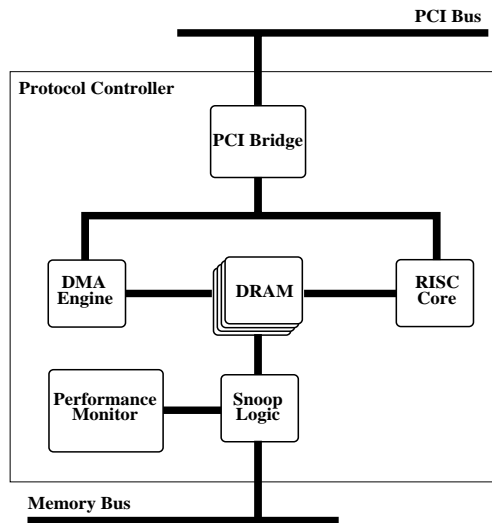 PCI Bus
Protocol Controller
PCI Bridge
DMA
Engine
DRAM
RISC
Core
Performance
Monitor
Snoop
Logic
Memory Bus